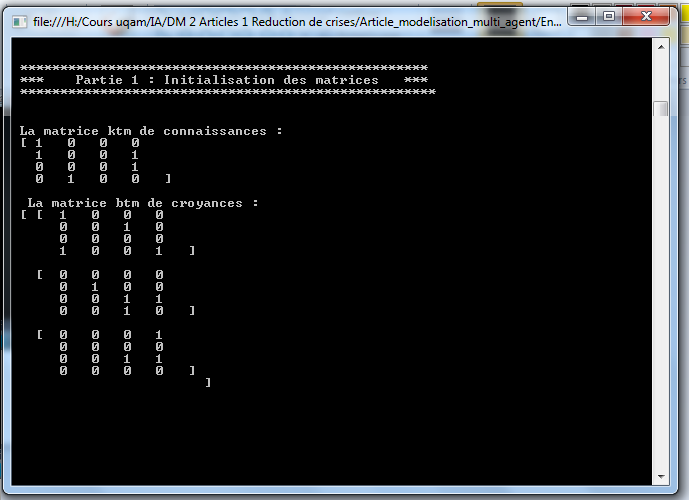 file:///H:/Cours uqam/IA/DM 2 Articles 1 Reduction de crises/Article_modelisation_multi_agent/En...
***************************************************
***    Partie 1 : Initialisation des matrices   ***
****************************************************
La matrice ktm de connaissances :
[ 1   0   0   0
  1   0   0   1
  0   0   0   1
  0   1   0   0   ]
 La matrice btm de croyances :
[ [  1   0   0   0
     0   0   1   0
     0   0   0   0
     1   0   0   1   ]
  [  0   0   0   0
     0   1   0   0
     0   0   1   1
     0   0   1   0   ]
  [  0   0   0   1
     0   0   0   0
     0   0   1   1
     0   0   0   0   ]
                       ]